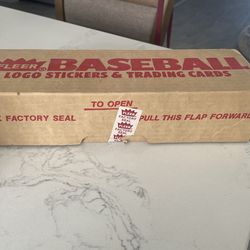 FLEER BASEBALL
LOGO STICKERS & TRADING CARDS
TO OPEN
FACTORY SEAL
PULL THIS FLAP FORWARD